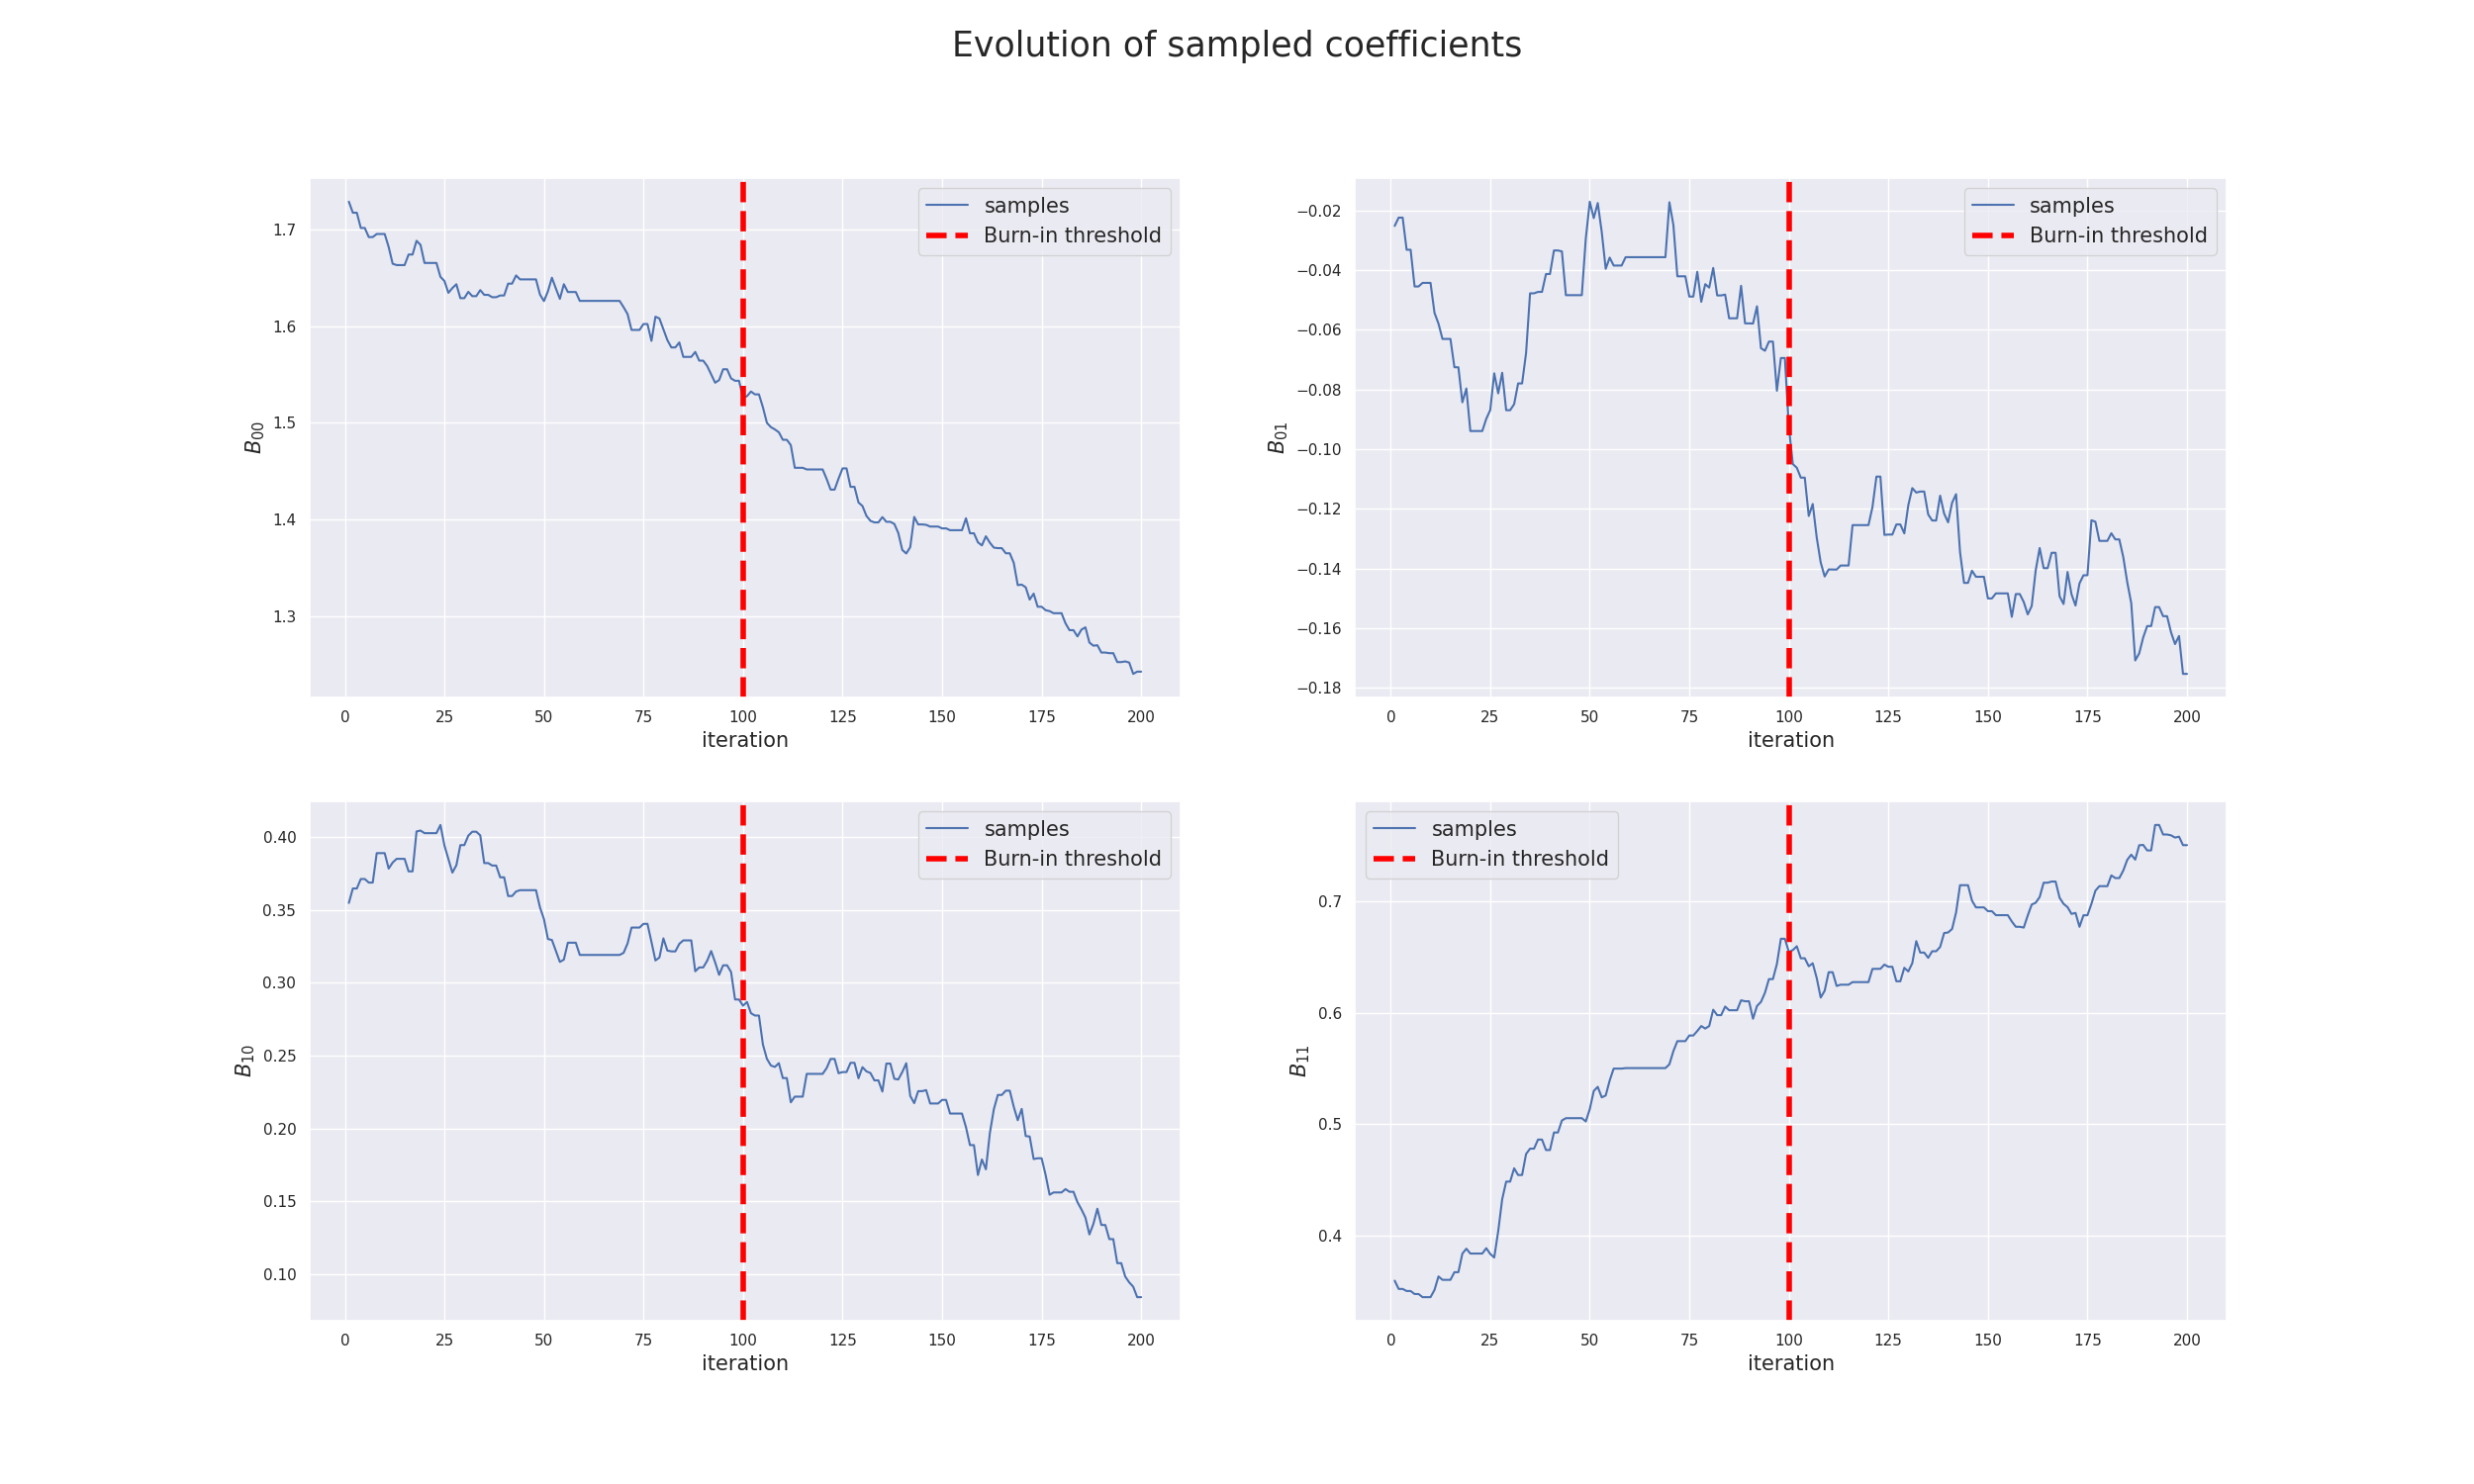 Evolution of sampled coefficients
samples
Burn-in threshold
1.7
1.6
1.5
1.4
1.3
B00
0 25 50 75 100 125 150 175 200
iteration
samples
Burn-in threshold
−0.02
−0.04
−0.06
−0.08
−0.10
−0.12
−0.14
−0.16
−0.18
B01
0 25 50 75 100 125 150 175 200
iteration
samples
Burn-in threshold
0.40
0.35
0.30
0.25
0.20
0.15
0.10
B10
0 25 50 75 100 125 150 175 200
iteration
samples
Burn-in threshold
0.7
0.6
0.5
0.4
B11
0 25 50 75 100 125 150 175 200
iteration